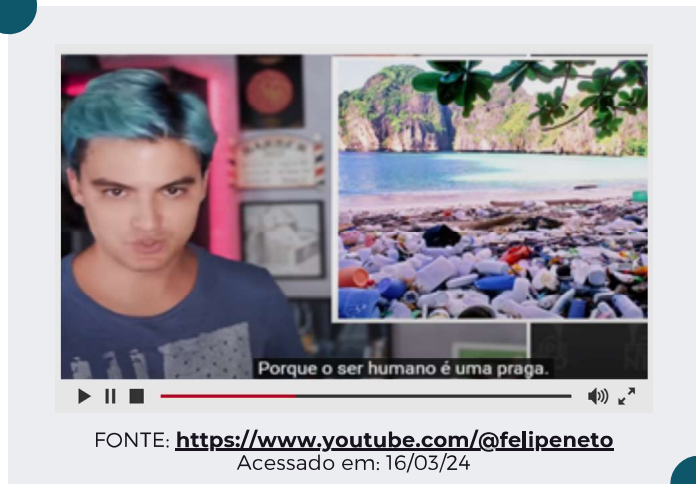 Porque o ser humano é uma praga.
FONTE: https://www.youtube.com/@felipeneto
Acessado em: 16/03/24